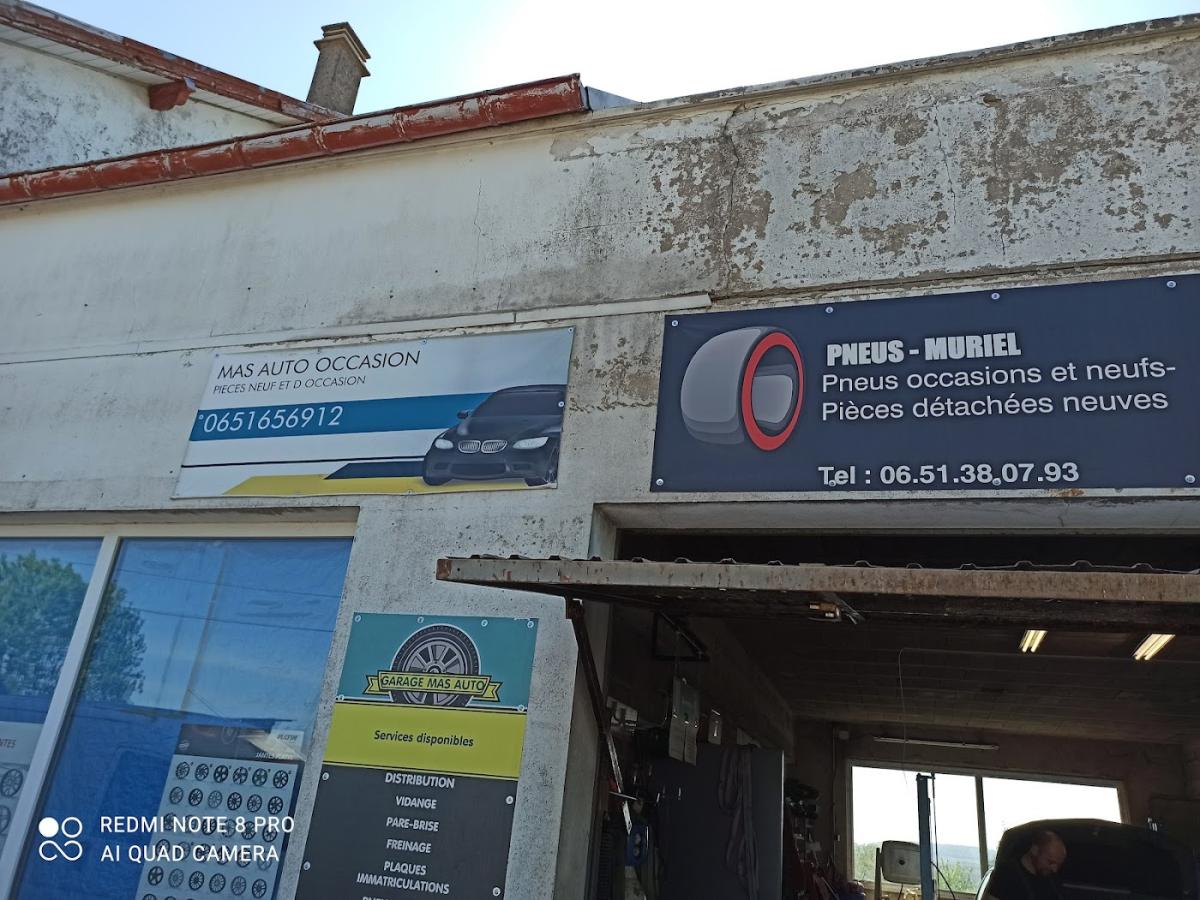 MAS AUTO OCCASION
PIECES NEUF ET D OCCASION
0651656912
PNEUS - MURIEL
Pneus occasions et neufs-
Pièces détachées neuves
Tel : 06.51.38.07.93
GARAGE MAS AUTO
Services disponibles
DISTRIBUTION
VIDANGE
PARE-BRISE
FREINAGE
PLAQUES
IMMATRICULATIONS
REDMI NOTE 8 PRO
AI QUAD CAMERA